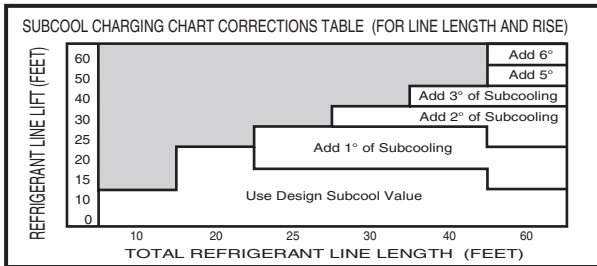 SUBCOOL CHARGING CHART CORRECTIONS TABLE (FOR LINE LENGTH AND RISE)
REFRIGERANT LINE LIFT (FEET)
60
50
40
30
25
20
15
10
0
Add 6°
Add 5°
Add 3° of Subcooling
Add 2° of Subcooling
Add 1° of Subcooling
Use Design Subcool Value
10 20 25 30 40 60
TOTAL REFRIGERANT LINE LENGTH (FEET)